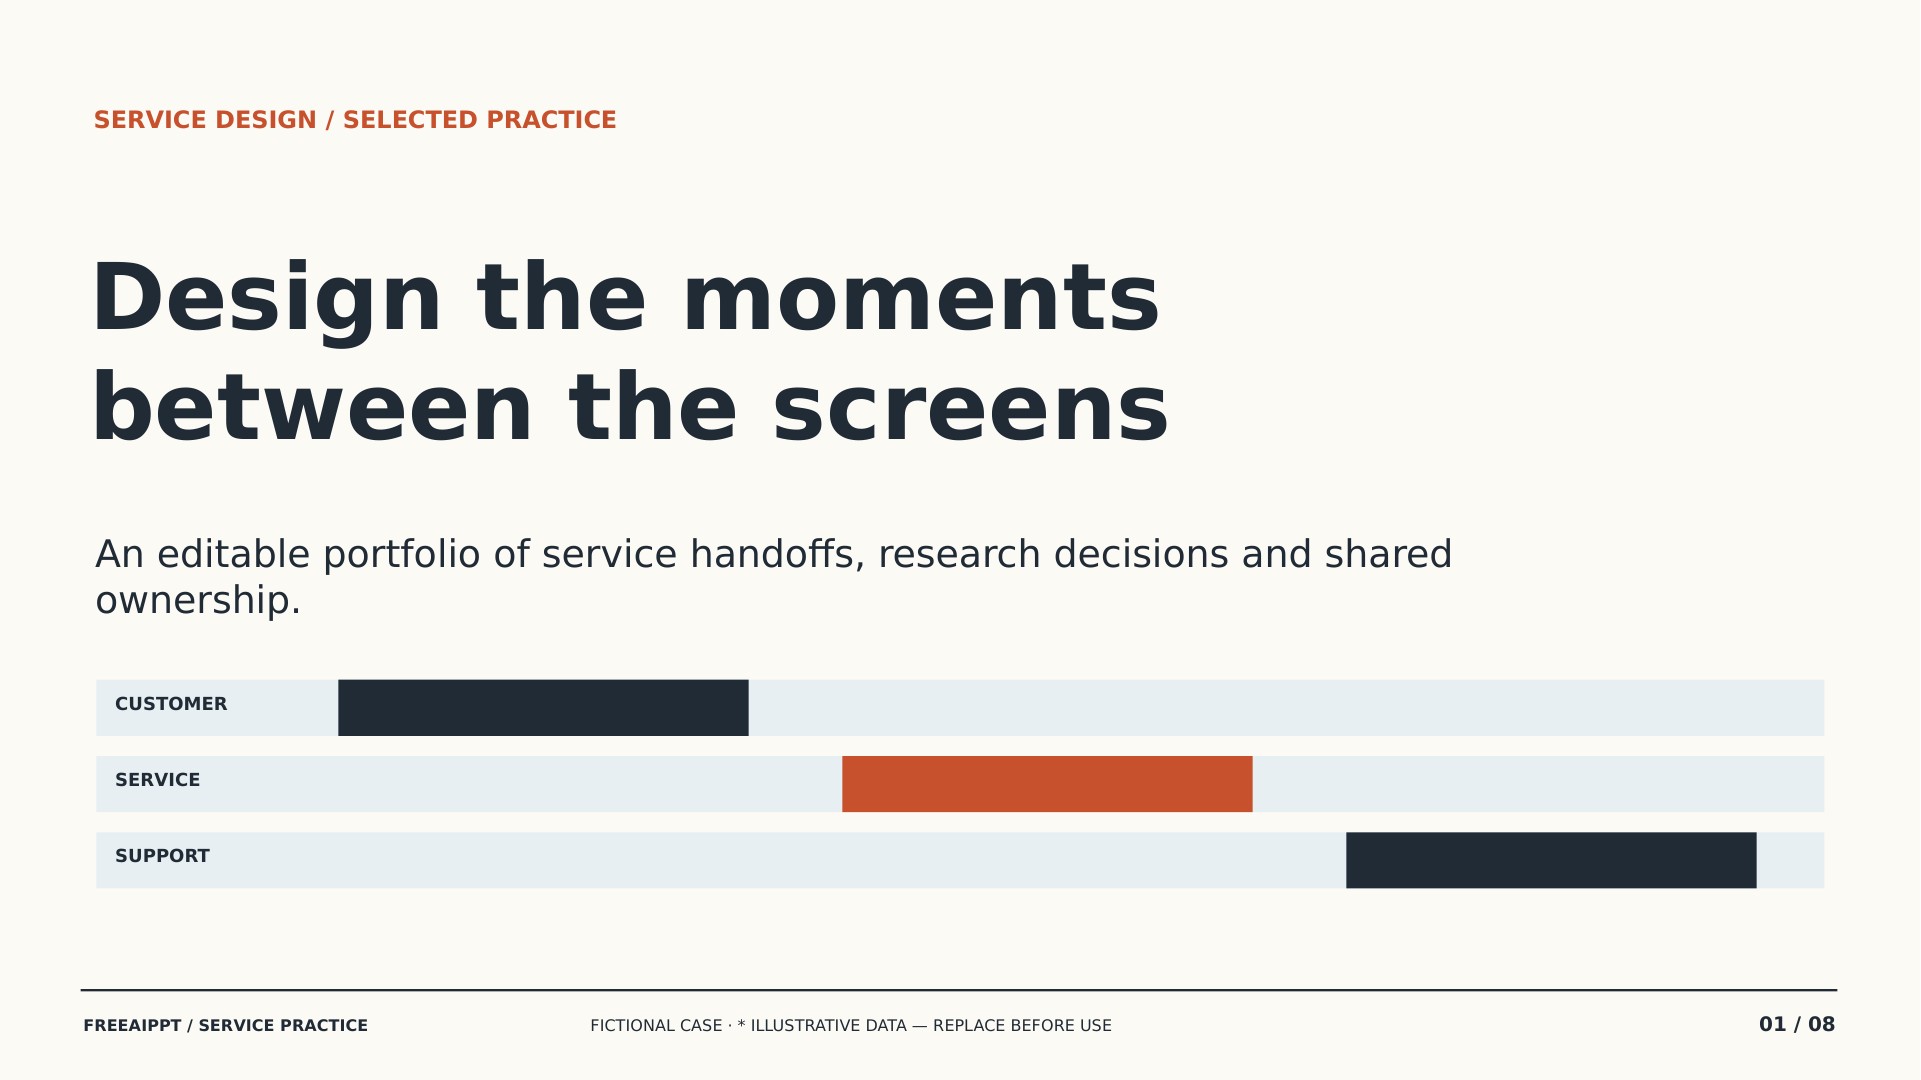 SERVICE DESIGN / SELECTED PRACTICE
Design the moments
between the screens
An editable portfolio of service handoffs, research decisions and shared
ownership.
CUSTOMER
SERVICE
SUPPORT
FREEAIPPT / SERVICE PRACTICE
FICTIONAL CASE · * ILLUSTRATIVE DATA — REPLACE BEFORE USE
01 / 08